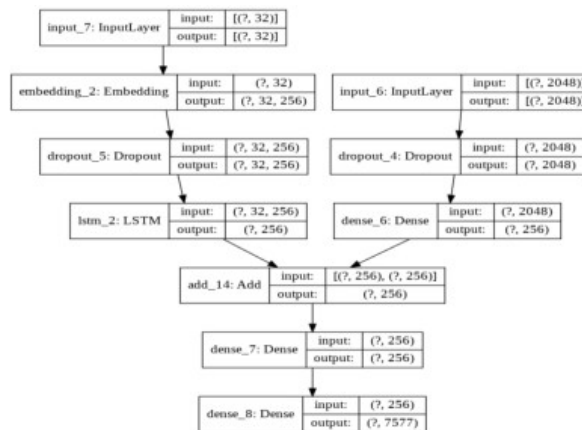 input_7: InputLayer
input: [(?, 32)]
output: [(?, 32)]
embedding_2: Embedding
input: (?, 32)
output: (?, 32, 256)
input_6: InputLayer
input: [(?, 2048)]
output: [(?, 2048)]
dropout_5: Dropout
input: (?, 32, 256)
output: (?, 32, 256)
dropout_4: Dropout
input: (?, 2048)
output: (?, 2048)
lstm_2: LSTM
input: (?, 32, 256)
output: (?, 256)
dense_6: Dense
input: (?, 2048)
output: (?, 256)
add_14: Add
input: [(?, 256), (?, 256)]
output: (?, 256)
dense_7: Dense
input: (?, 256)
output: (?, 256)
dense_8: Dense
input: (?, 256)
output: (?, 7577)